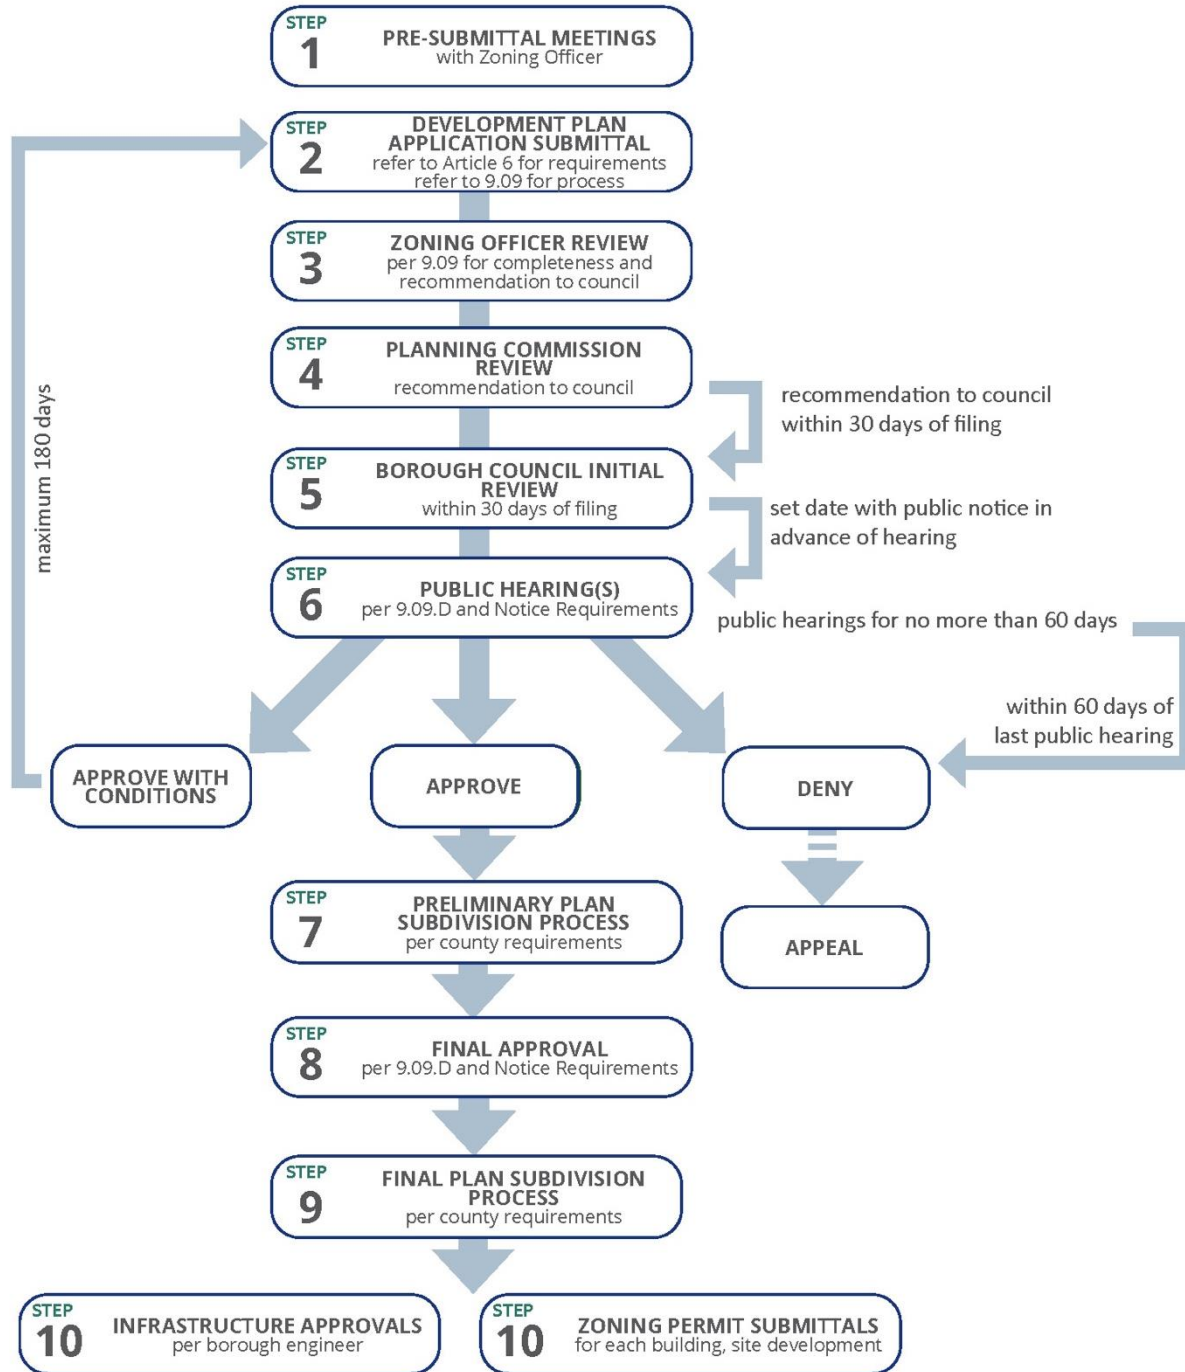 STEP
1
PRE-SUBMITTAL MEETINGS
with Zoning Officer
STEP
2
DEVELOPMENT PLAN
APPLICATION SUBMITTAL
refer to Article 6 for requirements
refer to 9.09 for process
STEP
3
ZONING OFFICER REVIEW
per 9.09 for completeness and
recommendation to council
STEP
4
PLANNING COMMISSION
REVIEW
recommendation to council
recommendation to council
within 30 days of filing
maximum 180 days
STEP
5
BOROUGH COUNCIL INITIAL
REVIEW
within 30 days of filing
set date with public notice in
advance of hearing
STEP
6
PUBLIC HEARING(S)
per 9.09.D and Notice Requirements
public hearings for no more than 60 days
within 60 days of
last public hearing
APPROVE WITH
CONDITIONS
APPROVE
DENY
STEP
7
PRELIMINARY PLAN
SUBDIVISION PROCESS
per county requirements
APPEAL
STEP
8
FINAL APPROVAL
per 9.09.D and Notice Requirements
STEP
9
FINAL PLAN SUBDIVISION
PROCESS
per county requirements
STEP
10
INFRASTRUCTURE APPROVALS
per borough engineer
STEP
10
ZONING PERMIT SUBMITTALS
for each building, site development